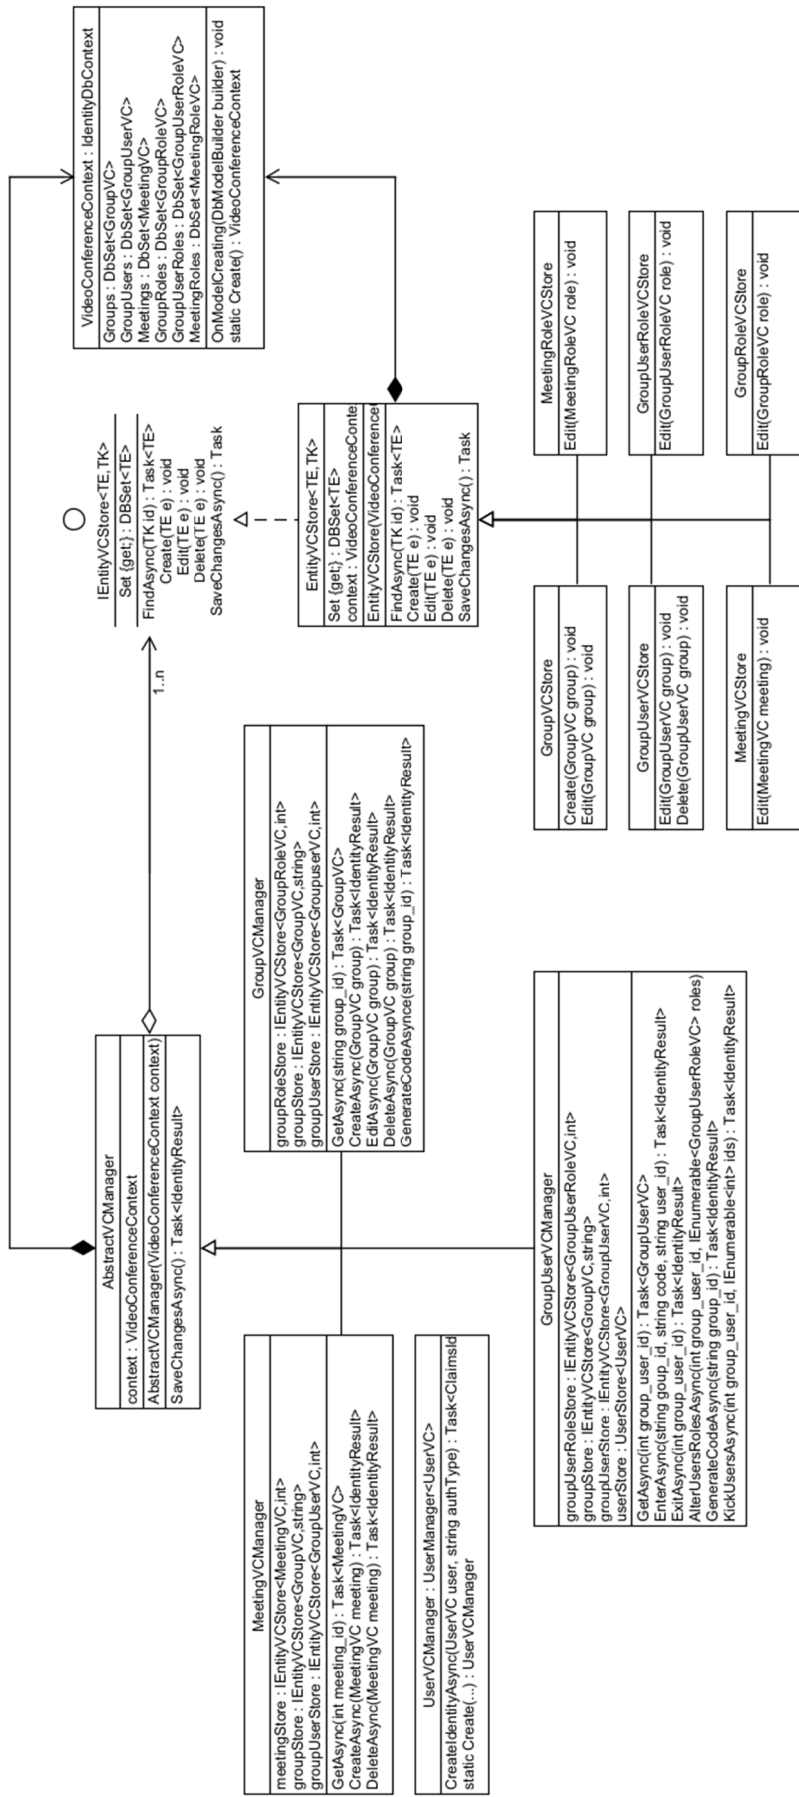 AbstractVCManager
context : VideoConferenceContext
AbstractVCManager(VideoConferenceContext context)
SaveChangesAsync() : Task<IdentityResult>
1..n
IEntityVCStore<TE,TK>
Set {get;} : DBSet<TE>
FindAsync(TK id) : Task<TE>
Create(TE e) : void
Edit(TE e) : void
Delete(TE e) : void
SaveChangesAsync() : Task
VideoConferenceContext : IdentityDbContext
Groups : DbSet<GroupVC>
GroupUsers : DbSet<GroupUserVC>
Meetings : DbSet<MeetingVC>
GroupRoles : DbSet<GroupRoleVC>
GroupUserRoles : DbSet<GroupUserRoleVC>
MeetingRoles : DbSet<MeetingRoleVC>
OnModelCreating(DbModelBuilder builder) : void
static Create() : VideoConferenceContext
MeetingVCManager
meetingStore : IEntityVCStore<MeetingVC,int>
groupStore : IEntityVCStore<GroupVC,string>
groupUserStore : IEntityVCStore<GroupUserVC,int>
GetAsync(int meeting_id) : Task<MeetingVC>
CreateAsync(MeetingVC meeting) : Task<IdentityResult>
DeleteAsync(MeetingVC meeting) : Task<IdentityResult>
GroupVCManager
groupRoleStore : IEntityVCStore<GroupRoleVC,int>
groupStore : IEntityVCStore<GroupVC,string>
groupUserStore : IEntityVCStore<GroupuserVC,int>
GetAsync(string group_id) : Task<GroupVC>
CreateAsync(GroupVC group) : Task<IdentityResult>
EditAsync(GroupVC group) : Task<IdentityResult>
DeleteAsync(GroupVC group) : Task<IdentityResult>
GenerateCodeAsynce(string group_id) : Task<IdentityResult>
EntityVCStore<TE,TK>
Set {get;} : DBSet<TE>
context : VideoConferenceConte
EntityVCStore(VideoConference
FindAsync(TK id) : Task<TE>
Create(TE e) : void
Edit(TE e) : void
Delete(TE e) : void
SaveChangesAsync() : Task
UserVCManager : UserManager<UserVC>
CreateIdentityAsync(UserVC user, string authType) : Task<ClaimsId
static Create(...) : UserVCManager
GroupUserVCManager
groupUserRoleStore : IEntityVCStore<GroupUserRoleVC,int>
groupStore : IEntityVCStore<GroupVC,string>
groupUserStore : IEntityVCStore<GroupUserVC,int>
userStore : UserStore<UserVC>
GetAsync(int group_user_id) : Task<GroupUserVC>
EnterAsync(string goup_id, string code, string user_id) : Task<IdentityResult>
ExitAsync(int group_user_id) : Task<IdentityResult>
AlterUsersRolesAsync(int group_user_id, IEnumerable<GroupUserRoleVC> roles)
GenerateCodeAsync(string group_id) : Task<IdentityResult>
KickUsersAsync(int group_user_id, IEnumerable<int> ids) : Task<IdentityResult>
GroupVCStore
Create(GroupVC group) : void
Edit(GroupVC group) : void
MeetingRoleVCStore
Edit(MeetingRoleVC role) : void
GroupUserVCStore
Edit(GroupUserVC group) : void
Delete(GroupUserVC group) : void
GroupUserRoleVCStore
Edit(GroupUserRoleVC role) : void
MeetingVCStore
Edit(MeetingVC meeting) : void
GroupRoleVCStore
Edit(GroupRoleVC role) : void